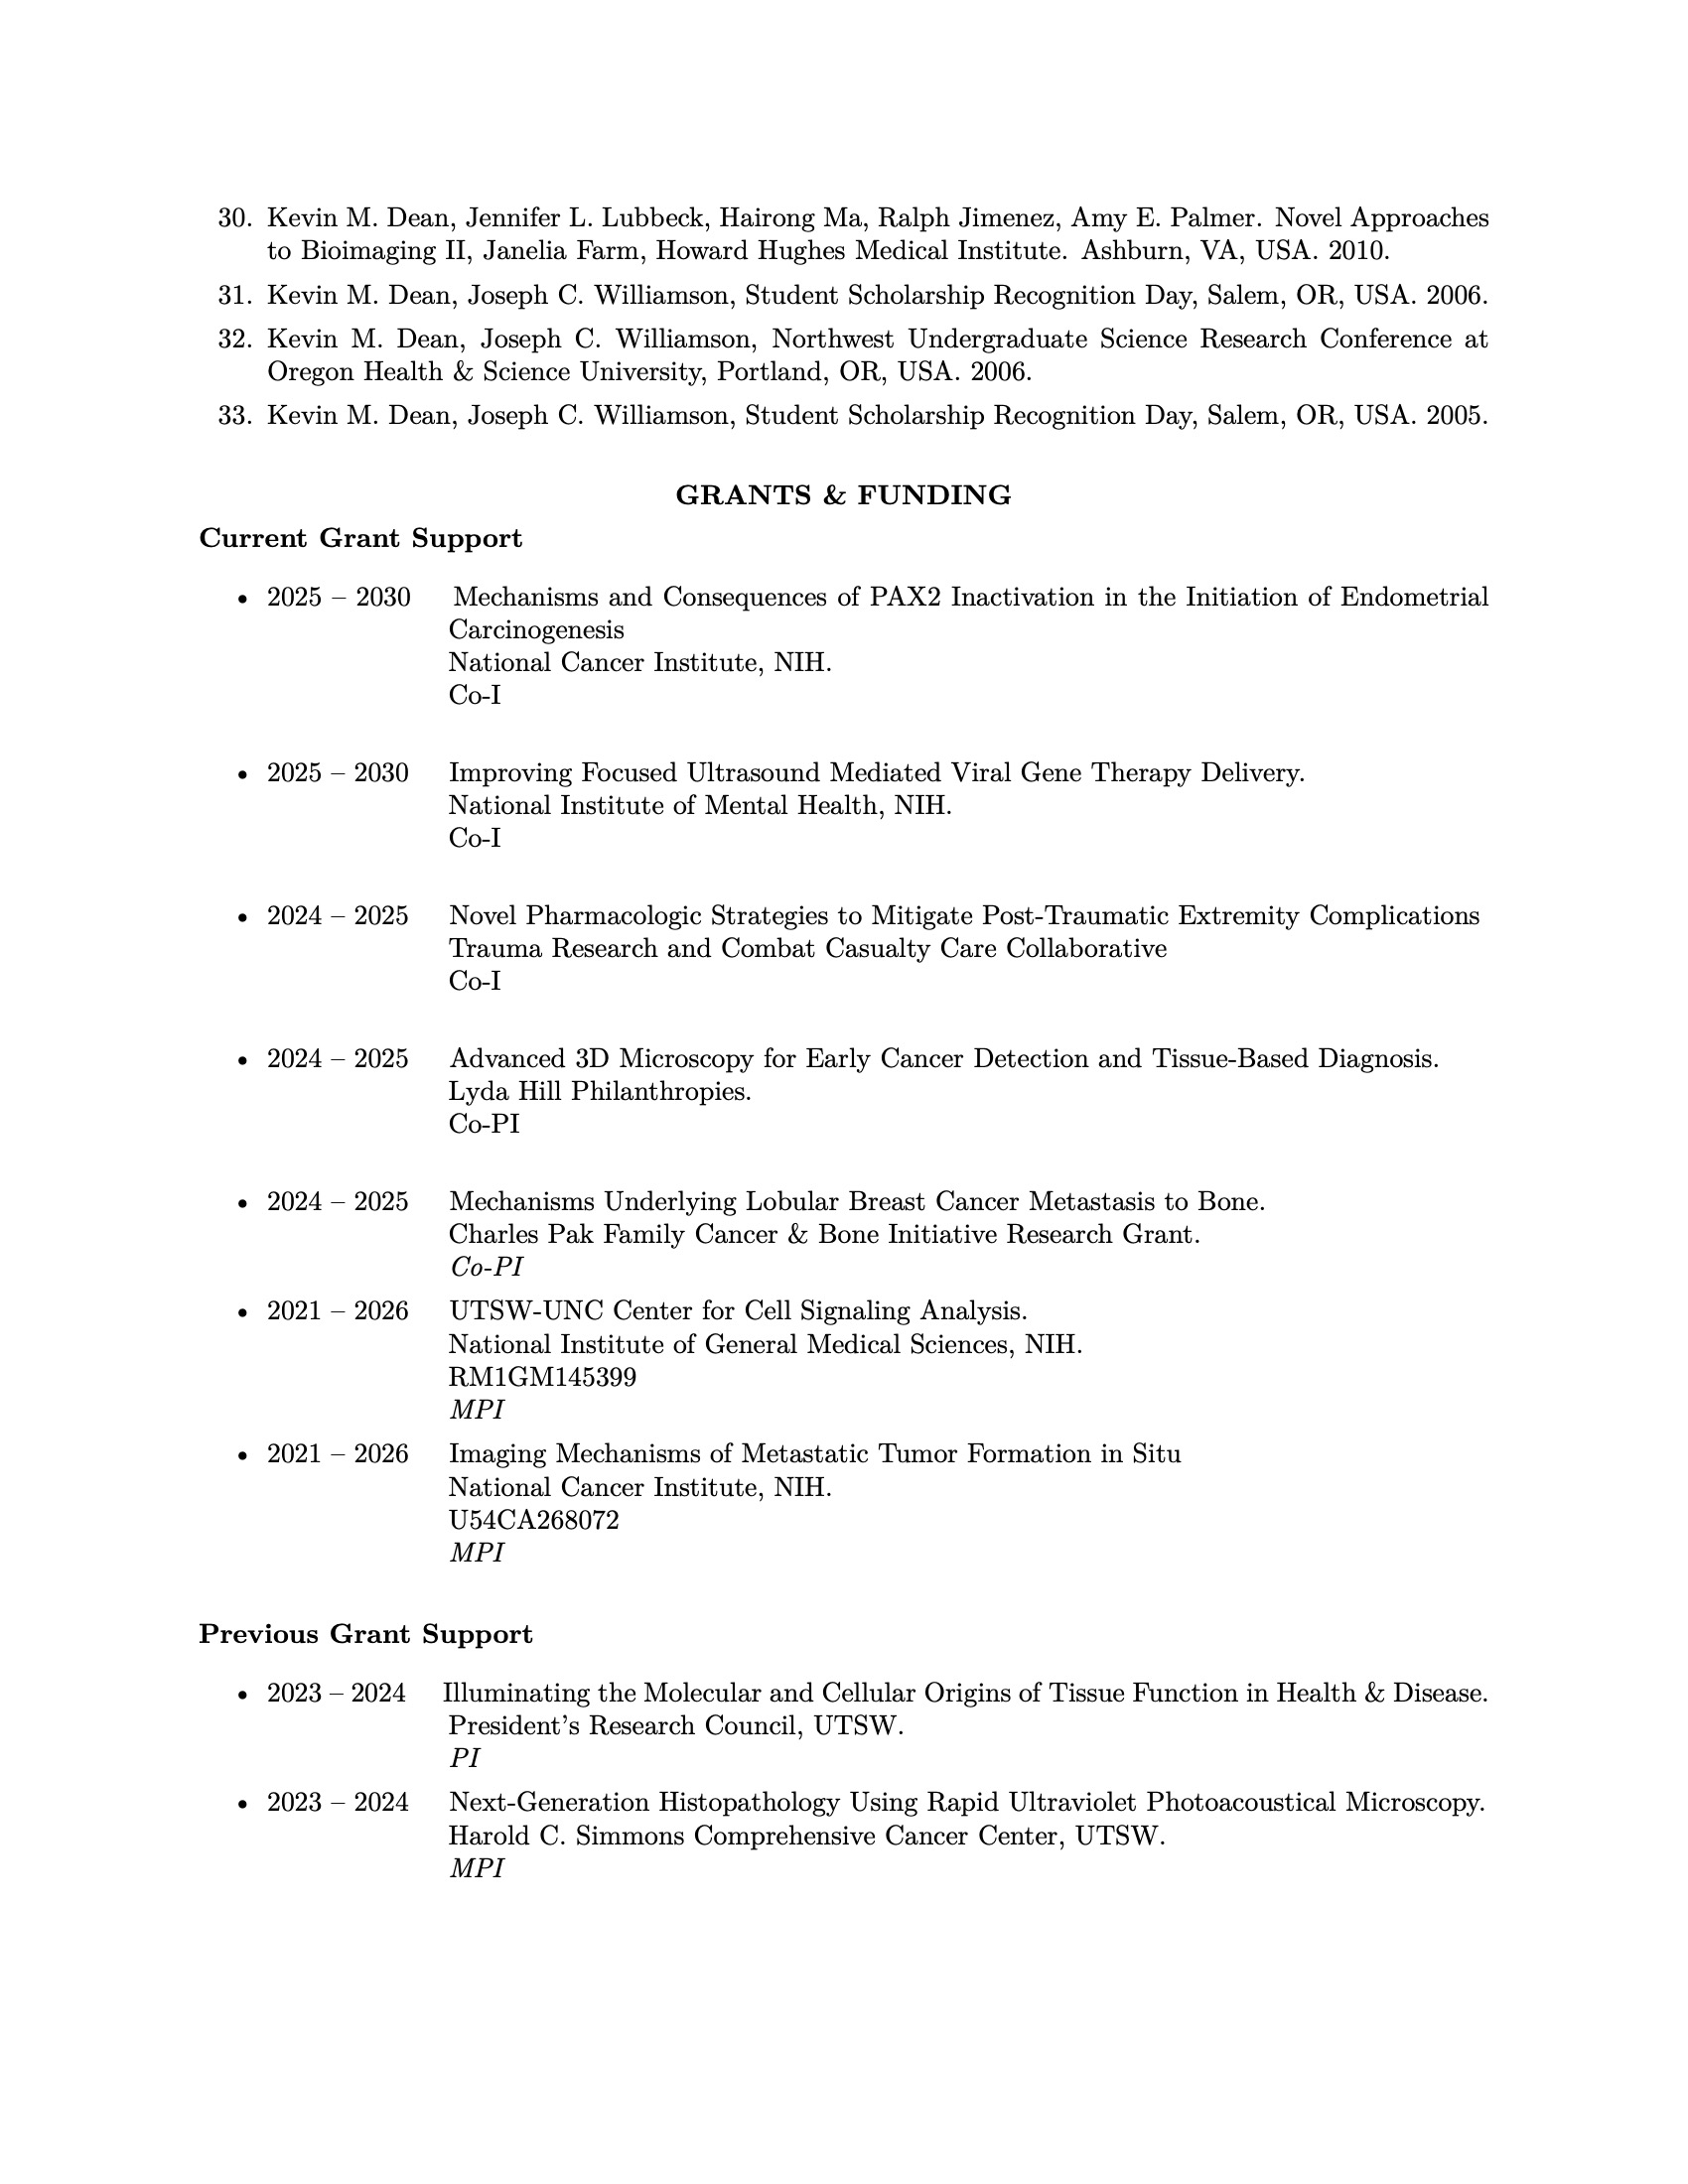 30. Kevin M. Dean, Jennifer L. Lubbeck, Hairong Ma, Ralph Jimenez, Amy E. Palmer. Novel Approaches
to Bioimaging II, Janelia Farm, Howard Hughes Medical Institute. Ashburn, VA, USA. 2010.
31. Kevin M. Dean, Joseph C. Williamson, Student Scholarship Recognition Day, Salem, OR, USA. 2006.
32. Kevin M. Dean, Joseph C. Williamson, Northwest Undergraduate Science Research Conference at
Oregon Health & Science University, Portland, OR, USA. 2006.
33. Kevin M. Dean, Joseph C. Williamson, Student Scholarship Recognition Day, Salem, OR, USA. 2005.
GRANTS & FUNDING
Current Grant Support
• 2025 – 2030 Mechanisms and Consequences of PAX2 Inactivation in the Initiation of Endometrial
Carcinogenesis
National Cancer Institute, NIH.
Co-I
• 2025 – 2030 Improving Focused Ultrasound Mediated Viral Gene Therapy Delivery.
National Institute of Mental Health, NIH.
Co-I
• 2024 – 2025 Novel Pharmacologic Strategies to Mitigate Post-Traumatic Extremity Complications
Trauma Research and Combat Casualty Care Collaborative
Co-I
• 2024 – 2025 Advanced 3D Microscopy for Early Cancer Detection and Tissue-Based Diagnosis.
Lyda Hill Philanthropies.
Co-PI
• 2024 – 2025 Mechanisms Underlying Lobular Breast Cancer Metastasis to Bone.
Charles Pak Family Cancer & Bone Initiative Research Grant.
Co-PI
• 2021 – 2026 UTSW-UNC Center for Cell Signaling Analysis.
National Institute of General Medical Sciences, NIH.
RM1GM145399
MPI
• 2021 – 2026 Imaging Mechanisms of Metastatic Tumor Formation in Situ
National Cancer Institute, NIH.
U54CA268072
MPI
Previous Grant Support
• 2023 – 2024 Illuminating the Molecular and Cellular Origins of Tissue Function in Health & Disease.
President's Research Council, UTSW.
PI
• 2023 – 2024 Next-Generation Histopathology Using Rapid Ultraviolet Photoacoustical Microscopy.
Harold C. Simmons Comprehensive Cancer Center, UTSW.
MPI